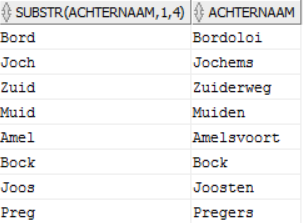 SUBSTR(ACHTERNAAM,1,4) ACHTERNAAM
Bord Bordoloi
Joch Jochems
Zuid Zuiderweg
Muid Muiden
Amel Amelsvoort
Bock Bock
Joos Joosten
Preg Pregers